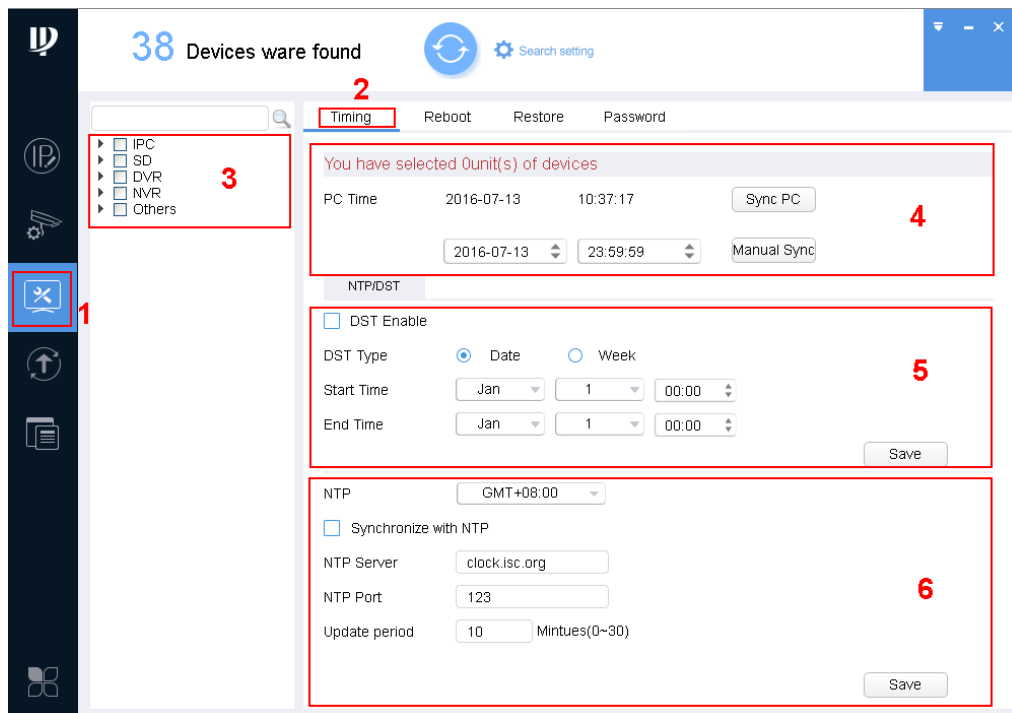 38 Devices ware found
Search setting
2
Timing Reboot Restore Password
IPC
SD
DVR
NVR
Others
3
You have selected 0unit(s) of devices
PC Time 2016-07-13 10:37:17 Sync PC
4
2016-07-13 23:59:59 Manual Sync
NTP/DST
1
DST Enable
DST Type Date Week
5
Start Time Jan 1 00:00
End Time Jan 1 00:00
Save
NTP GMT+08:00
Synchronize with NTP
NTP Server clock.isc.org
6
NTP Port 123
Update period 10 Mintues(0~30)
Save
IP